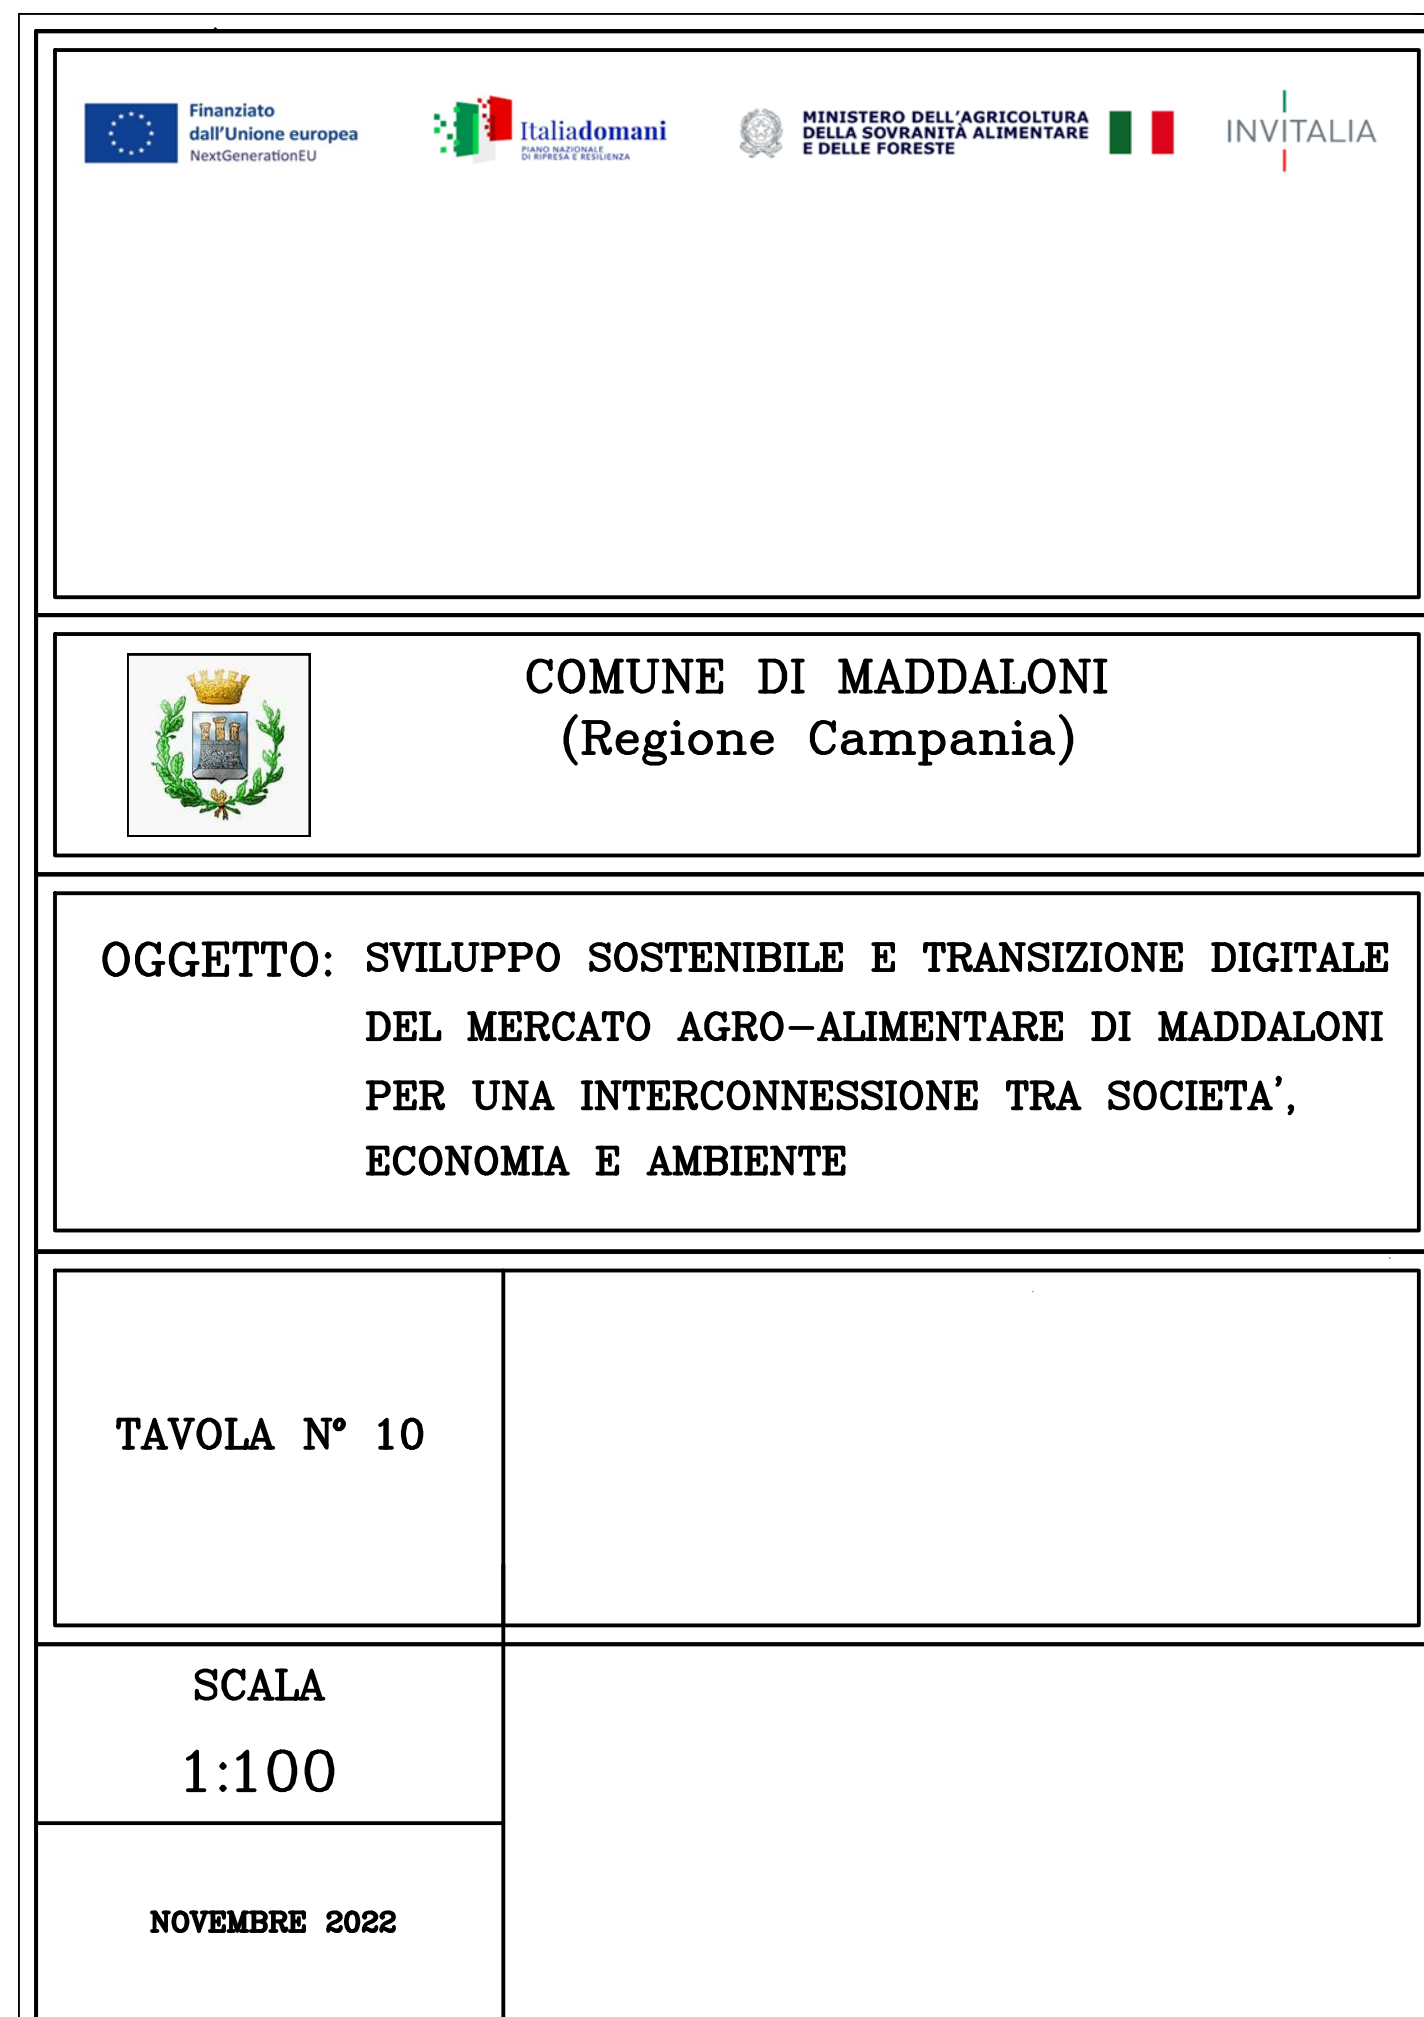 Finanziato
dall'Unione europea
NextGenerationEU
Italiadomani
PIANO NAZIONALE
DI RIPRESA E RESILIENZA
MINISTERO DELL'AGRICOLTURA
DELLA SOVRANITÀ ALIMENTARE
E DELLE FORESTE
INVITALIA
COMUNE DI MADDALONI
(Regione Campania)
OGGETTO: SVILUPPO SOSTENIBILE E TRANSIZIONE DIGITALE
DEL MERCATO AGRO-ALIMENTARE DI MADDALONI
PER UNA INTERCONNESSIONE TRA SOCIETA',
ECONOMIA E AMBIENTE
TAVOLA N° 10
SCALA
1:100
NOVEMBRE 2022